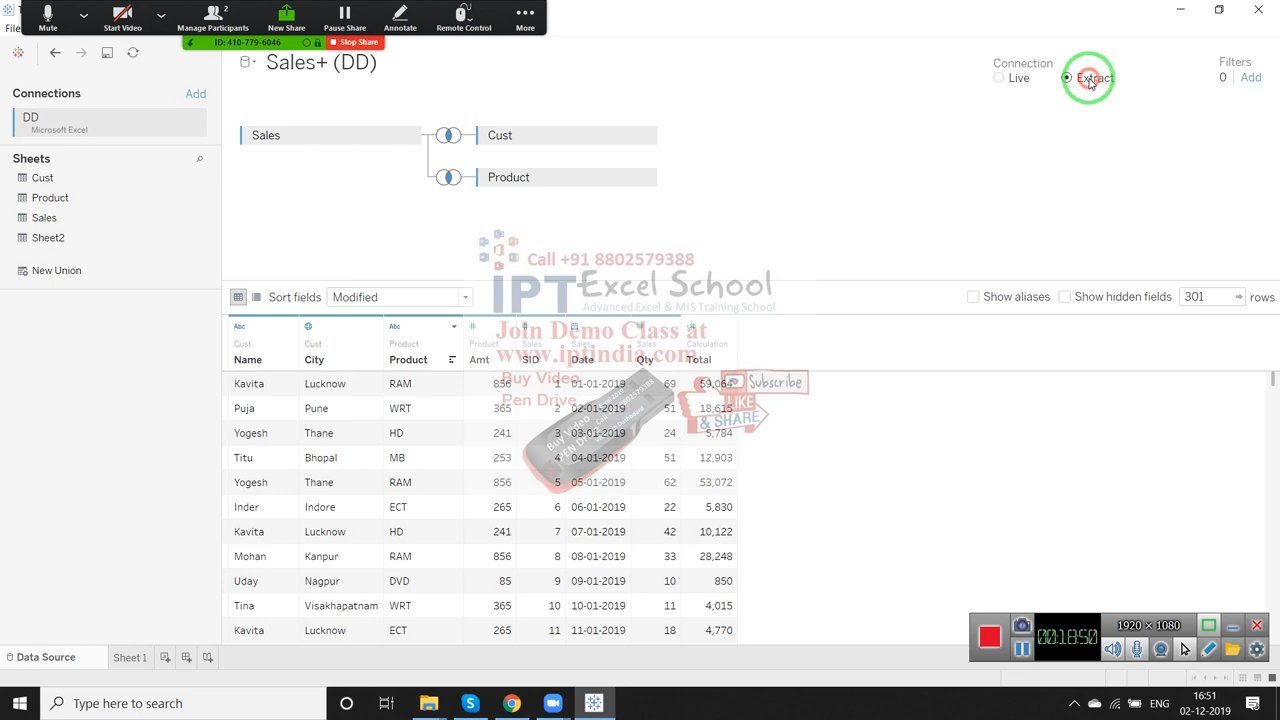 Mute
Start Video
2
Manage Participants
New Share
Pause Share
Annotate
Remote Control
More
ID: 410-779-6046
Stop Share
Sales+ (DD)
Connection
Live
Extract
Filters
0
Add
Connections
Add
DD
Microsoft Excel
Sheets
Cust
Product
Sales
Sheet2
New Union
Sales
Cust
Product
Call +91 8802579388
IPT Excel School
Advanced Excel & MIS Training School
Join Demo Class at
www.iptindia.com
Buy Video
Pen Drive
Subscribe
LIKE
& SHARE
Sort fields
Modified
Show aliases
Show hidden fields
301
rows
Abc Abc # #
Cust Cust Product Product Sales Sales Sales Calculation
Name City Product Amt SID Date Qty Total
Kavita Lucknow RAM 856 1 01-01-2019 69 59,064
Puja Pune WRT 365 2 02-01-2019 51 18,615
Yogesh Thane HD 241 3 03-01-2019 24 5,784
Titu Bhopal MB 253 4 04-01-2019 51 12,903
Yogesh Thane RAM 856 5 05-01-2019 62 53,072
Inder Indore ECT 265 6 06-01-2019 22 5,830
Kavita Lucknow HD 241 7 07-01-2019 42 10,122
Mohan Kanpur RAM 856 8 08-01-2019 33 28,248
Uday Nagpur DVD 85 9 09-01-2019 10 850
Tina Visakhapatnam WRT 365 10 10-01-2019 11 4,015
Kavita Lucknow ECT 265 11 11-01-2019 18 4,770
1920 × 1080
00:18:50
Data Source
Sheet 1
Type here to search
ENG
16:51
02-12-2019